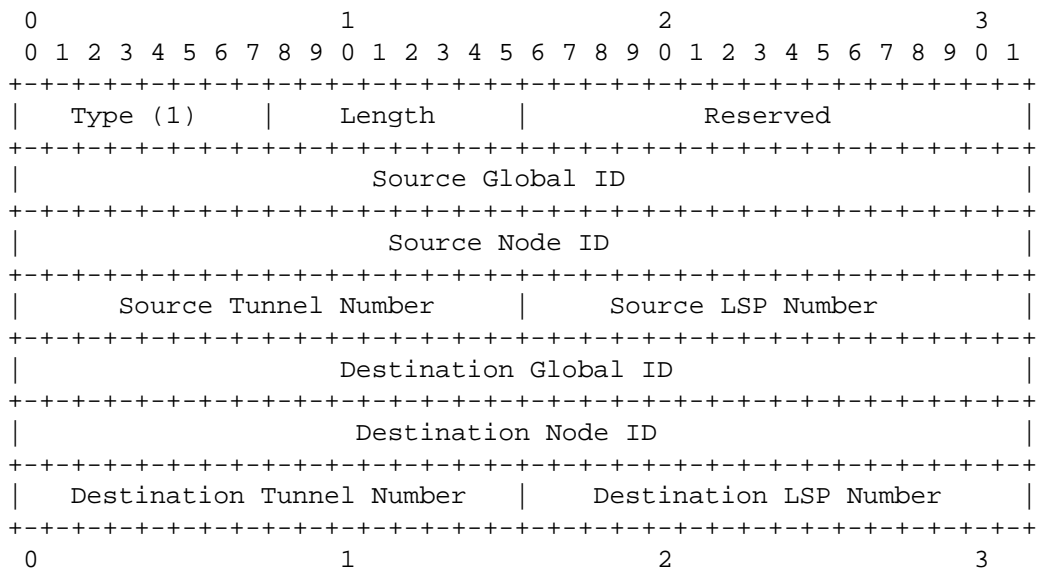 0                   1                   2                   3
 0 1 2 3 4 5 6 7 8 9 0 1 2 3 4 5 6 7 8 9 0 1 2 3 4 5 6 7 8 9 0 1
+-+-+-+-+-+-+-+-+-+-+-+-+-+-+-+-+-+-+-+-+-+-+-+-+-+-+-+-+-+-+-+-+
|   Type (1)    |    Length     |           Reserved            |
+-+-+-+-+-+-+-+-+-+-+-+-+-+-+-+-+-+-+-+-+-+-+-+-+-+-+-+-+-+-+-+-+
|                      Source Global ID                         |
+-+-+-+-+-+-+-+-+-+-+-+-+-+-+-+-+-+-+-+-+-+-+-+-+-+-+-+-+-+-+-+-+
|                       Source Node ID                          |
+-+-+-+-+-+-+-+-+-+-+-+-+-+-+-+-+-+-+-+-+-+-+-+-+-+-+-+-+-+-+-+-+
|      Source Tunnel Number     |     Source LSP Number         |
+-+-+-+-+-+-+-+-+-+-+-+-+-+-+-+-+-+-+-+-+-+-+-+-+-+-+-+-+-+-+-+-+
|                    Destination Global ID                      |
+-+-+-+-+-+-+-+-+-+-+-+-+-+-+-+-+-+-+-+-+-+-+-+-+-+-+-+-+-+-+-+-+
|                     Destination Node ID                       |
+-+-+-+-+-+-+-+-+-+-+-+-+-+-+-+-+-+-+-+-+-+-+-+-+-+-+-+-+-+-+-+-+
|   Destination Tunnel Number   |    Destination LSP Number     |
+-+-+-+-+-+-+-+-+-+-+-+-+-+-+-+-+-+-+-+-+-+-+-+-+-+-+-+-+-+-+-+-+
 0                   1                   2                   3